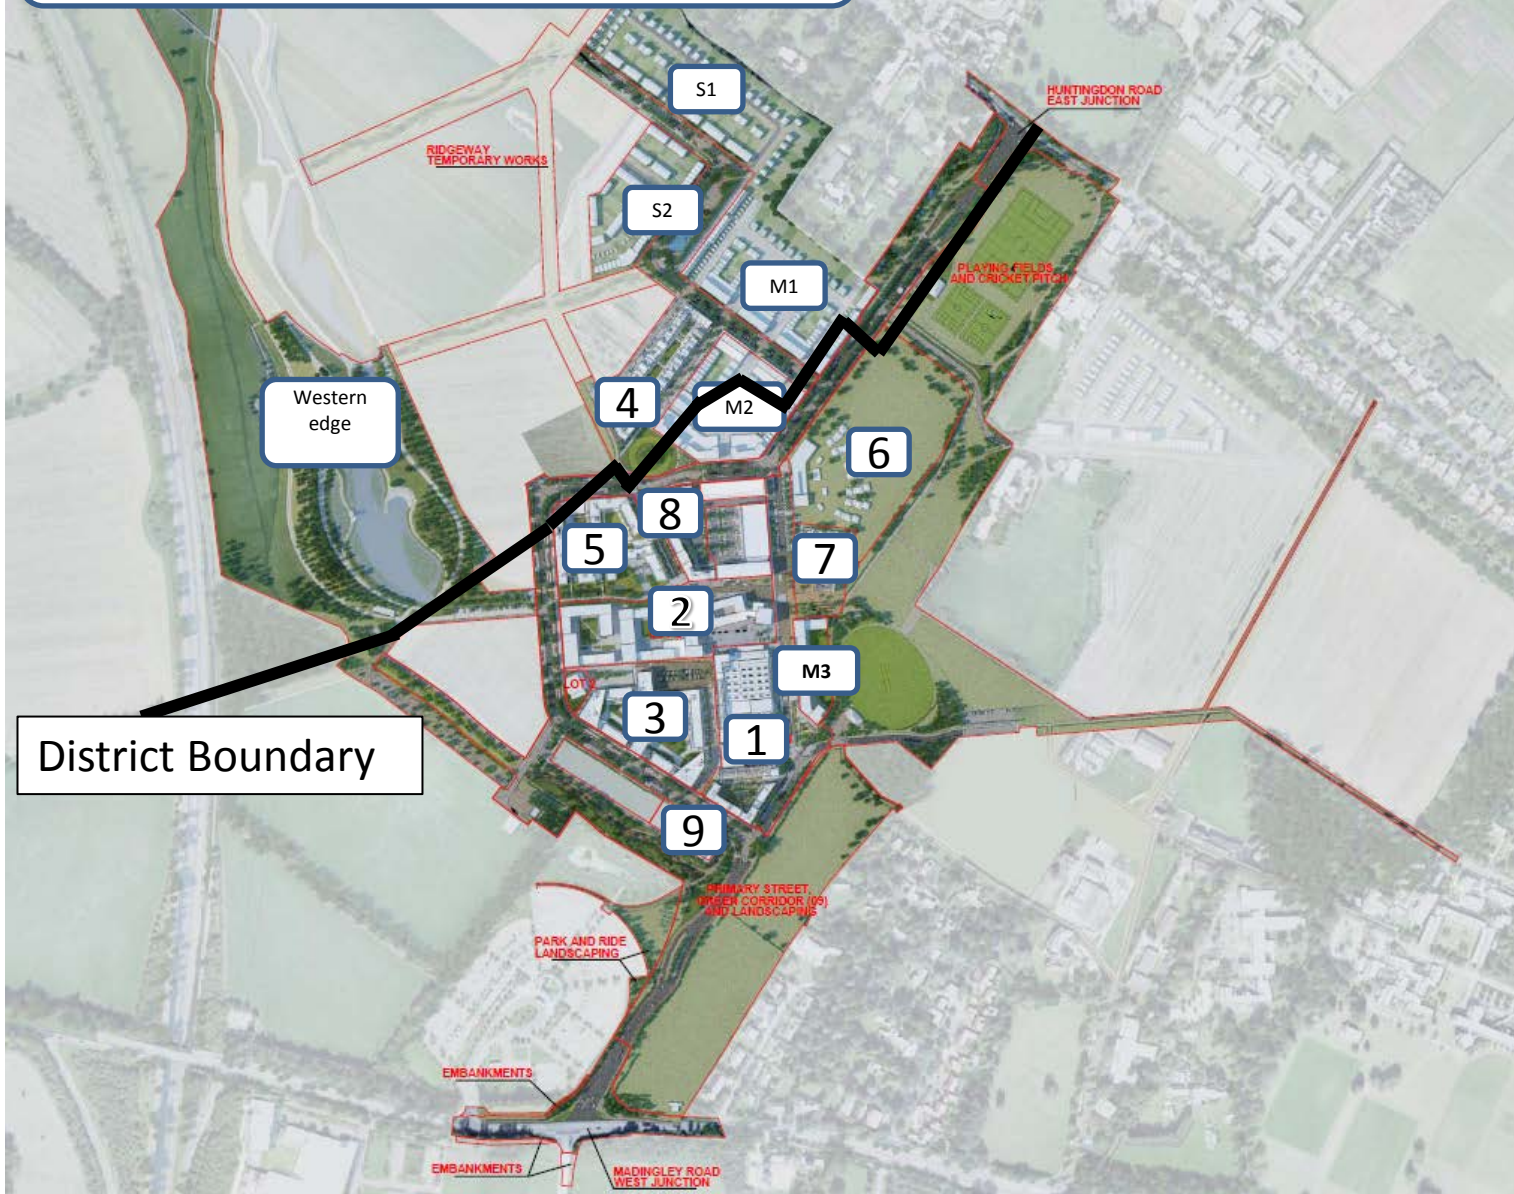 S1
HUNTINGDON ROAD
EAST JUNCTION
RIDGEWAY
TEMPORARY WORKS
S2
PLAYING FIELDS
AND CRICKET PITCH
M1
Western
edge
4
M2
6
8
5
7
2
M3
LOT
3
1
District Boundary
9
PRIMARY STREET,
GREEN CORRIDOR (09)
AND LANDSCAPING
PARK AND RIDE
LANDSCAPING
EMBANKMENTS
EMBANKMENTS
MADINGLEY ROAD
WEST JUNCTION